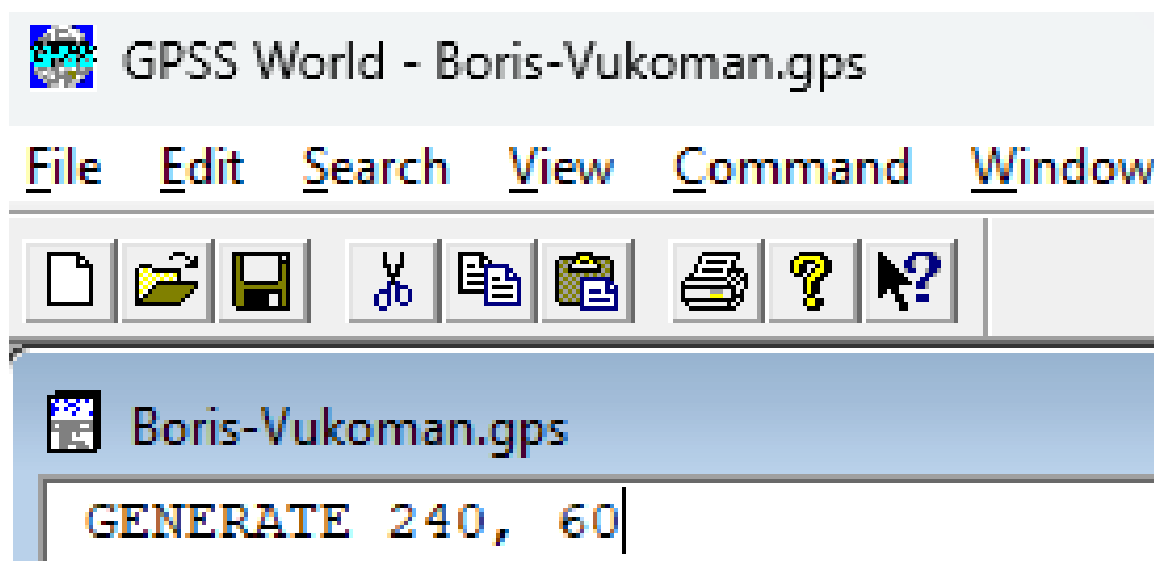 GPSS World - Boris-Vukoman.gps
File Edit Search View Command Window
Boris-Vukoman.gps
GENERATE 240, 60